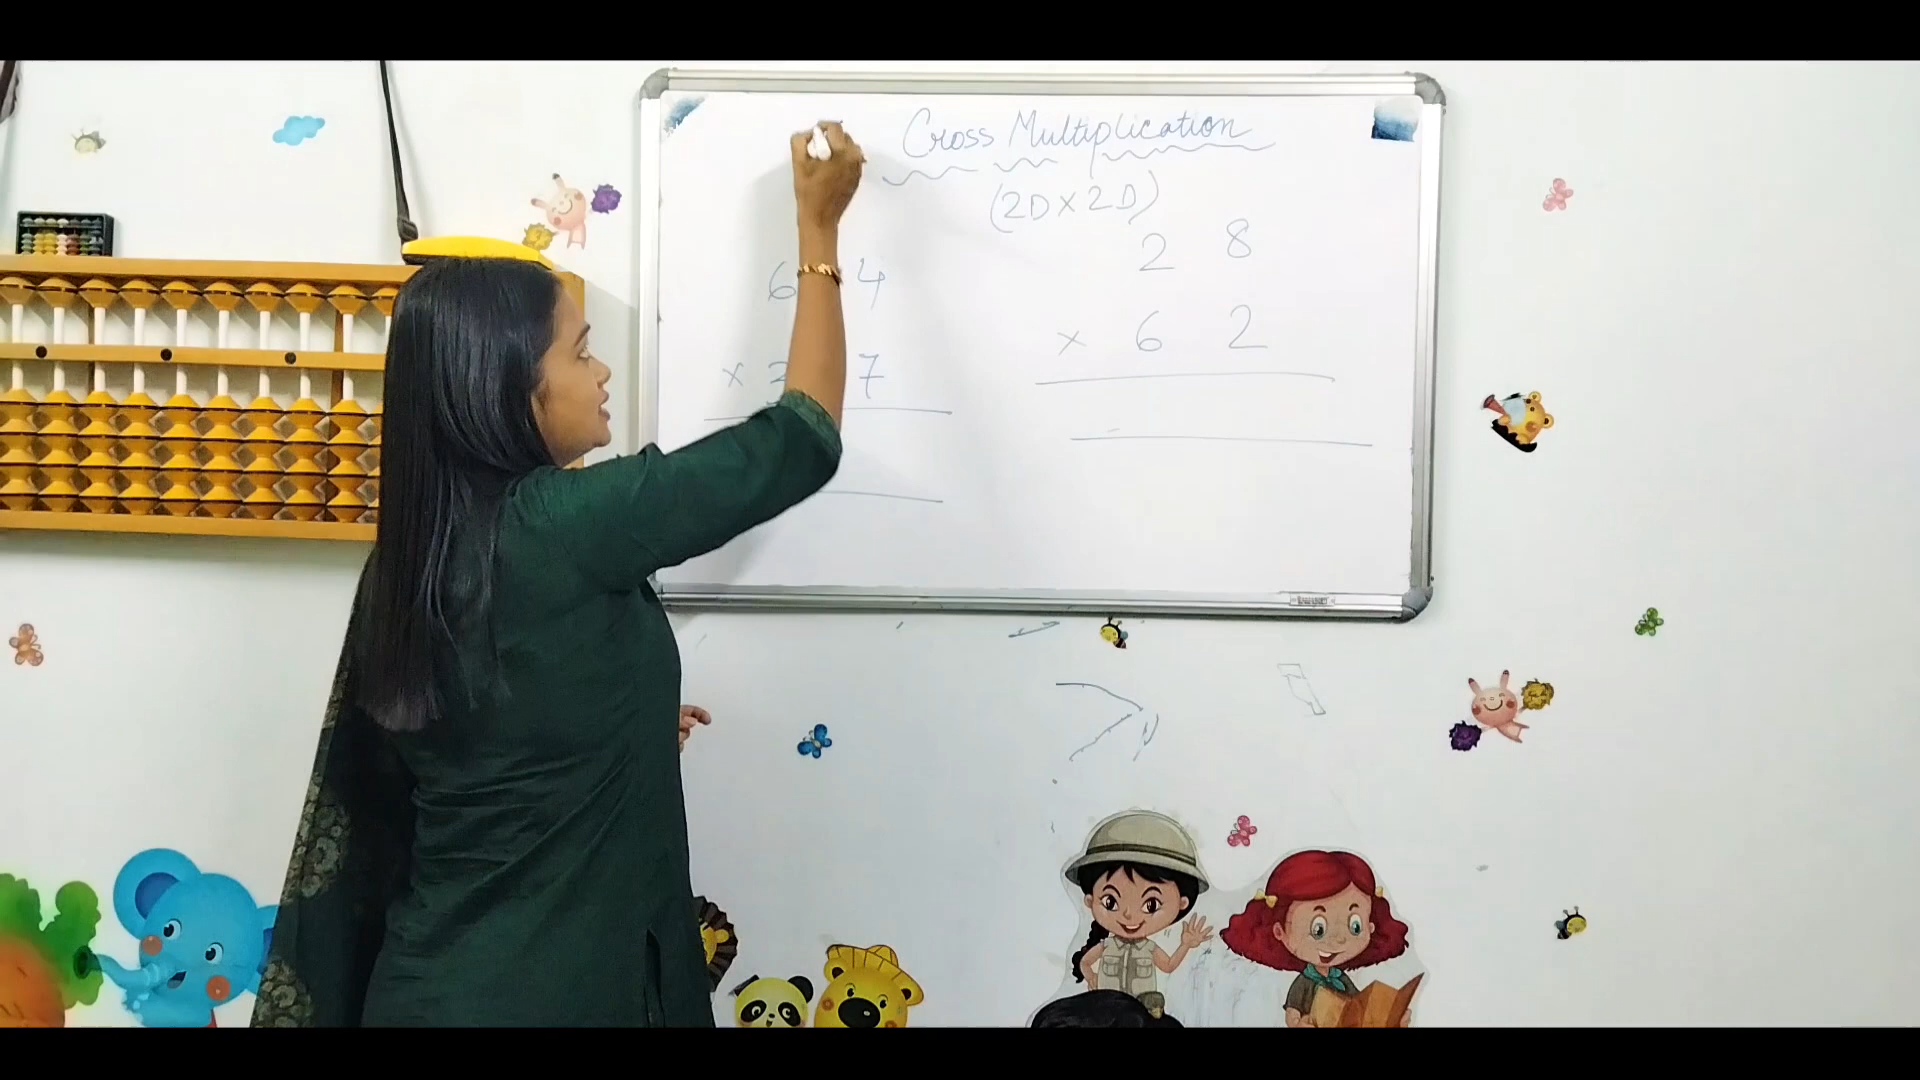 Cross Multiplication
(2D X 2D)
6 4
x 7
2 8
x 6 2